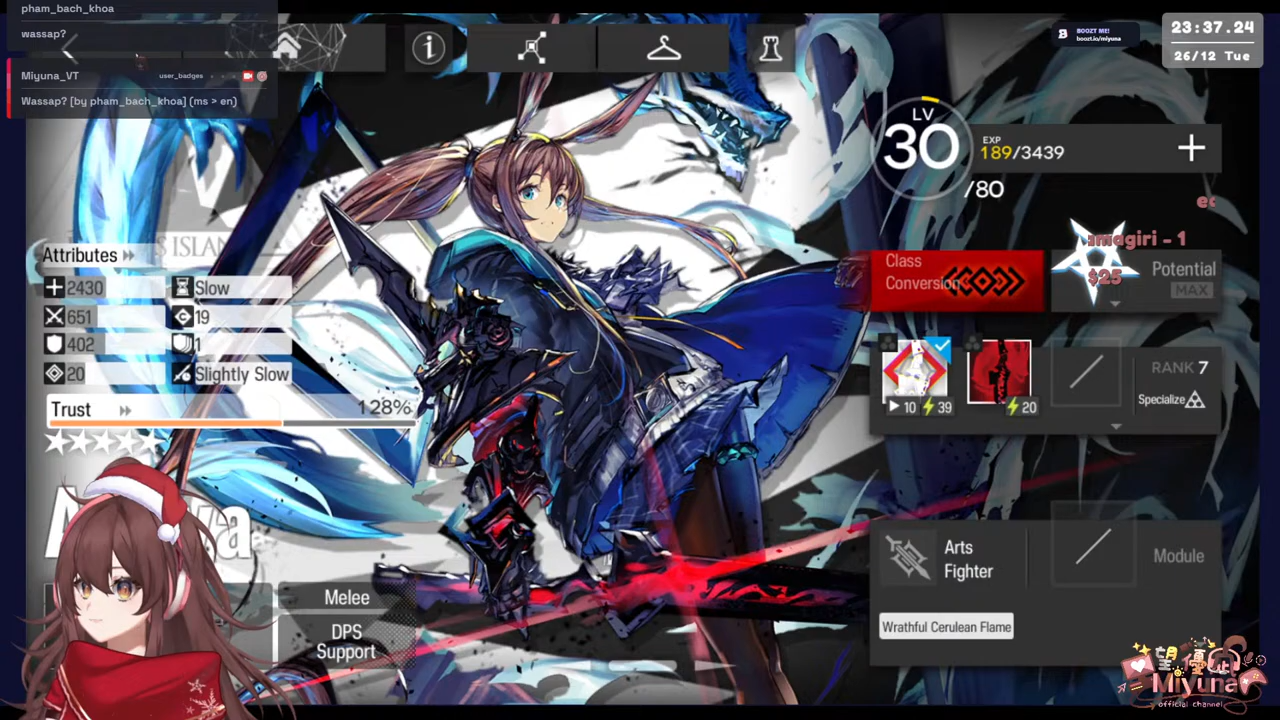 pham_bach_khoa
wassap?
Miyuna_VT
user_badges
Wassap? [by pham_bach_khoa] (ms > en)
BOOZT ME!
boozt.io/miyuna
23:37.24
26/12 Tue
LV
30
/80
EXP
189/3439
Attributes
S ISLAN
2430
Slow
651
19
402
1
20
Slightly Slow
Trust
128%
Class
Conversion
amagiri - 1
$25
Potential
MAX
10
39
20
RANK 7
Specialize
Arts
Fighter
Module
Wrathful Cerulean Flame
Melee
DPS
Support
Miyuna
official channel